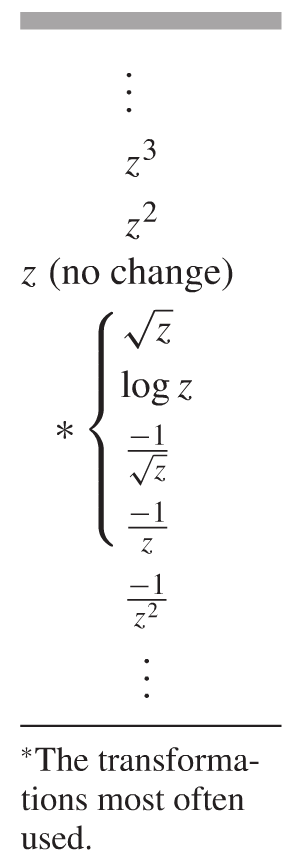 ⋮
z³
z²
z (no change)
√z
log z
* { −1/√z
−1/z
−1/z²
⋮
*The transforma-
tions most often
used.